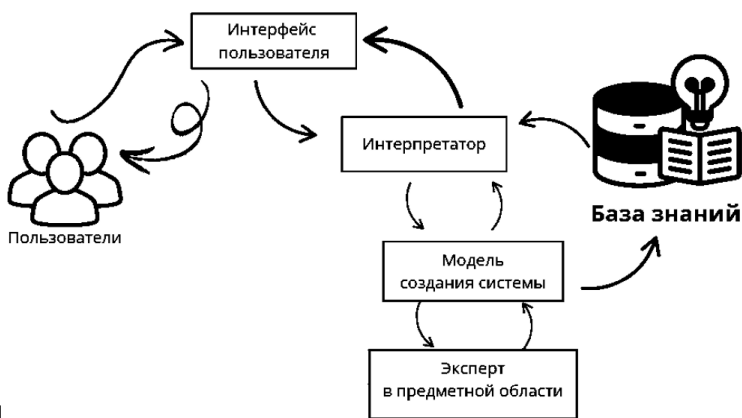 Интерфейс
пользователя
Интерпретатор
База знаний
Пользователи
Модель
создания системы
Эксперт
в предметной области